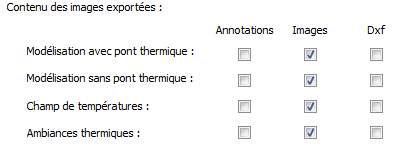 Contenu des images exportées :
Annotations Images Dxf
Modélisation avec pont thermique :
Modélisation sans pont thermique :
Champ de températures :
Ambiances thermiques :